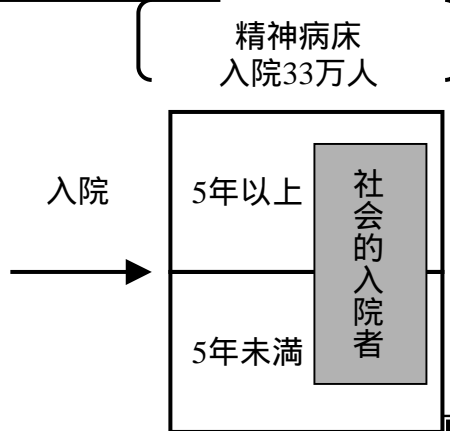 精神病床
入院33万人
入院
5年以上
社会的入院者
5年未満